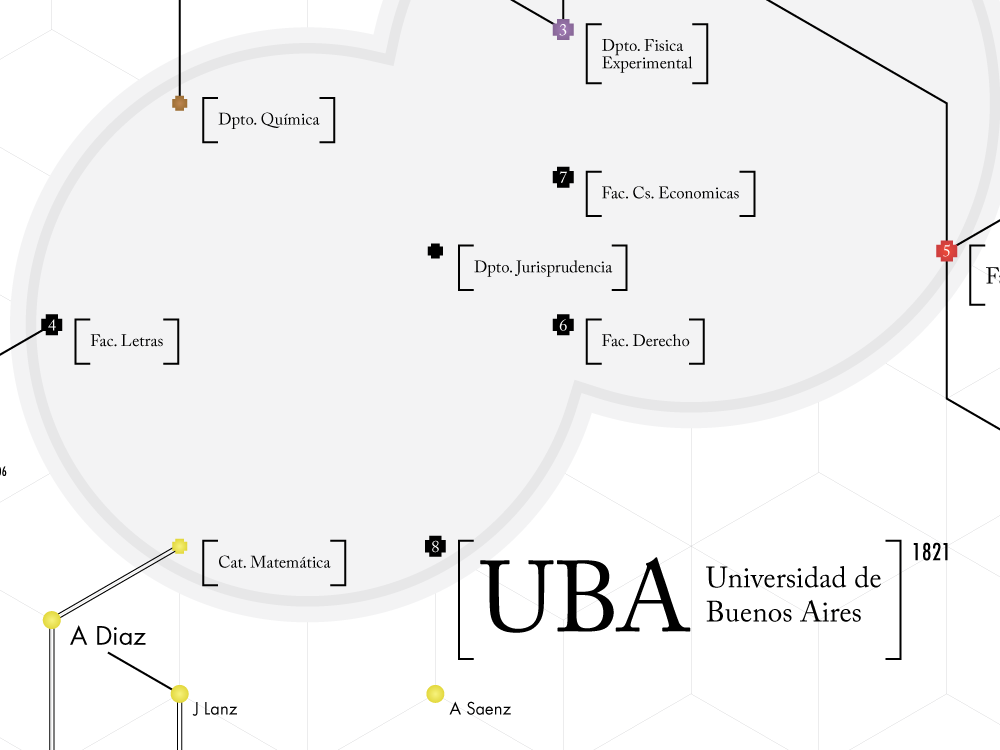 3
Dpto. Fisica
Experimental
Dpto. Química
7
Fac. Cs. Economicas
5
Dpto. Jurisprudencia
4
Fac. Letras
6
Fac. Derecho
8
Cat. Matemática
UBA
Universidad de
Buenos Aires
1821
A Diaz
J Lanz
A Saenz